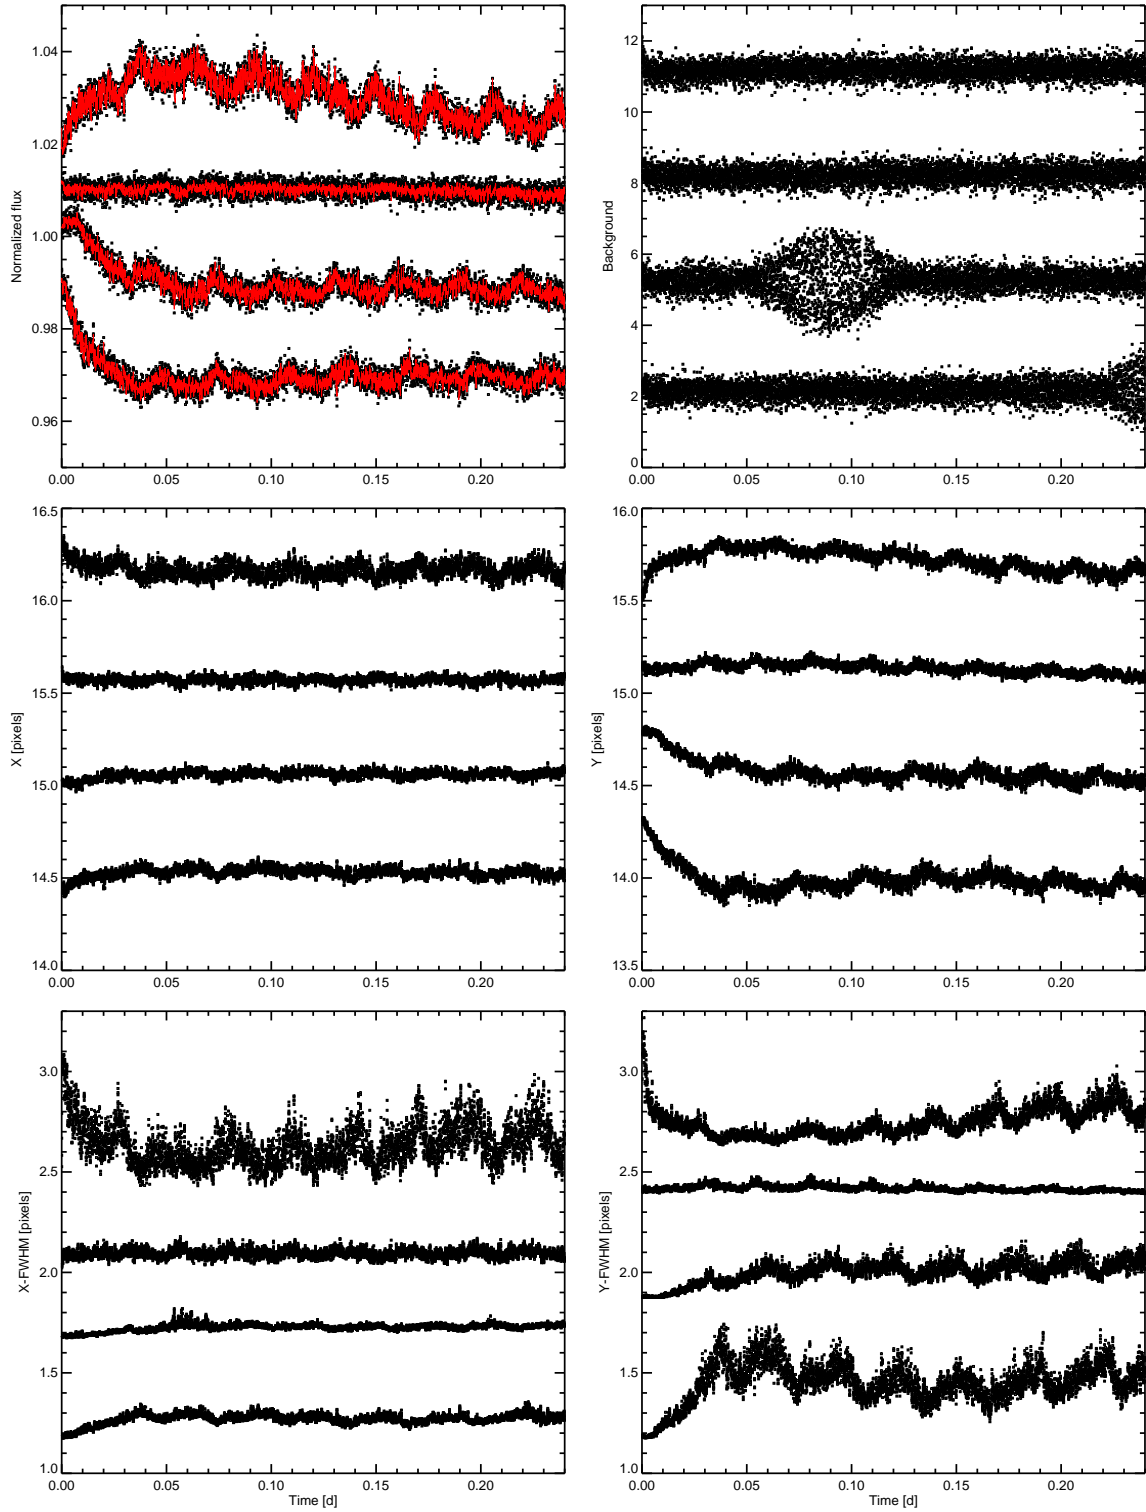 1.04
1.02
1.00
0.98
0.96
Normalized flux
0.00 0.05 0.10 0.15 0.20
12
10
8
6
4
2
0
Background
0.00 0.05 0.10 0.15 0.20
16.5
16.0
15.5
15.0
14.5
14.0
X [pixels]
0.00 0.05 0.10 0.15 0.20
16.0
15.5
15.0
14.5
14.0
13.5
Y [pixels]
0.00 0.05 0.10 0.15 0.20
3.0
2.5
2.0
1.5
1.0
X-FWHM [pixels]
0.00 0.05 0.10 0.15 0.20
Time [d]
3.0
2.5
2.0
1.5
1.0
Y-FWHM [pixels]
0.00 0.05 0.10 0.15 0.20
Time [d]